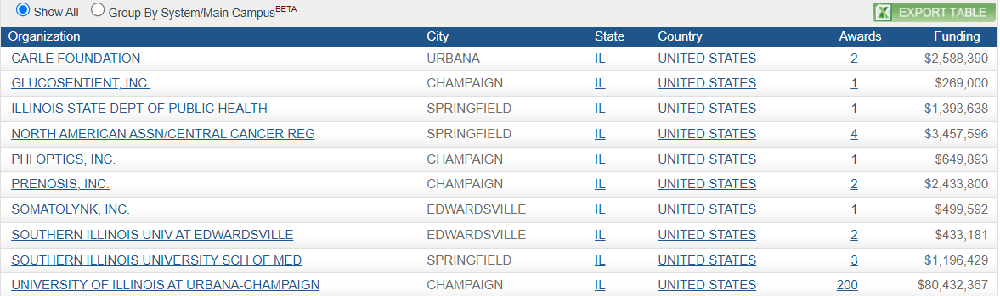 Show All Group By System/Main CampusBETA EXPORT TABLE
Organization City State Country Awards Funding
CARLE FOUNDATION URBANA IL UNITED STATES 2 $2,588,390
GLUCOSENTIENT, INC. CHAMPAIGN IL UNITED STATES 1 $269,000
ILLINOIS STATE DEPT OF PUBLIC HEALTH SPRINGFIELD IL UNITED STATES 1 $1,393,638
NORTH AMERICAN ASSN/CENTRAL CANCER REG SPRINGFIELD IL UNITED STATES 4 $3,457,596
PHI OPTICS, INC. CHAMPAIGN IL UNITED STATES 1 $649,893
PRENOSIS, INC. CHAMPAIGN IL UNITED STATES 2 $2,433,800
SOMATOLYNK, INC. EDWARDSVILLE IL UNITED STATES 1 $499,592
SOUTHERN ILLINOIS UNIV AT EDWARDSVILLE EDWARDSVILLE IL UNITED STATES 2 $433,181
SOUTHERN ILLINOIS UNIVERSITY SCH OF MED SPRINGFIELD IL UNITED STATES 3 $1,196,429
UNIVERSITY OF ILLINOIS AT URBANA-CHAMPAIGN CHAMPAIGN IL UNITED STATES 200 $80,432,367